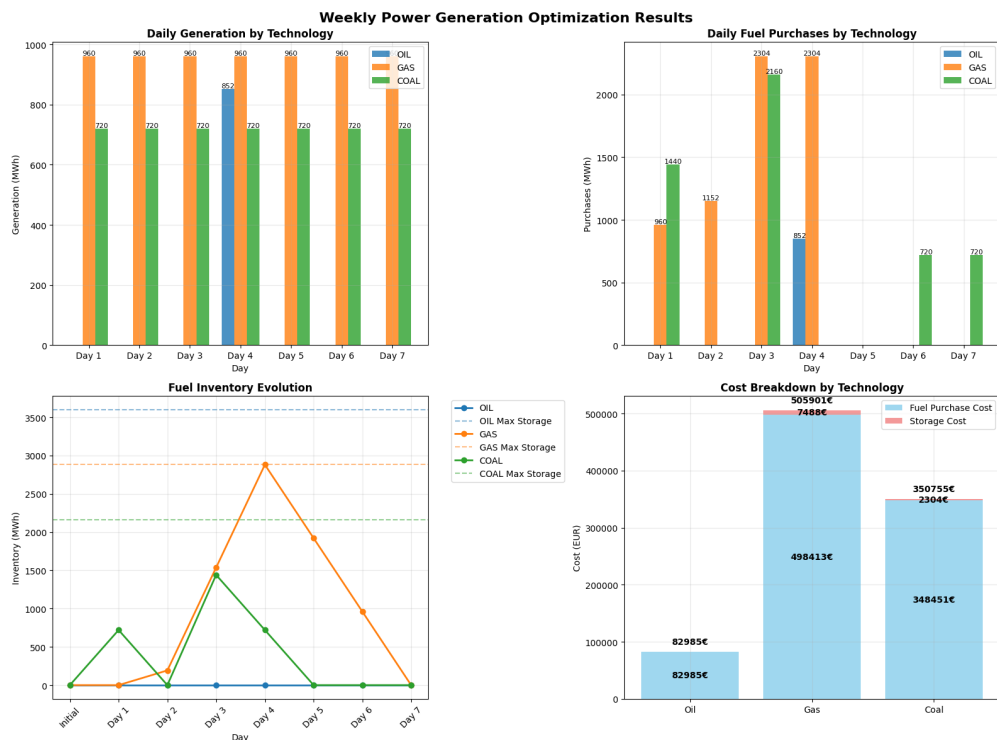 Weekly Power Generation Optimization Results
Daily Generation by Technology
1000
800
600
400
200
0
Generation (MWh)
960 960 960 960 960 960
852
720 720 720 720 720 720 720
OIL
GAS
COAL
Day 1 Day 2 Day 3 Day 4 Day 5 Day 6 Day 7
Day
Daily Fuel Purchases by Technology
2000
1500
1000
500
0
Purchases (MWh)
2304 2304
2160
1440
1152
960
852
720 720
OIL
GAS
COAL
Day 1 Day 2 Day 3 Day 4 Day 5 Day 6 Day 7
Day
Fuel Inventory Evolution
3500
3000
2500
2000
1500
1000
500
0
Inventory (MWh)
Initial Day 1 Day 2 Day 3 Day 4 Day 5 Day 6 Day 7
Day
OIL
OIL Max Storage
GAS
GAS Max Storage
COAL
COAL Max Storage
Cost Breakdown by Technology
500000
400000
300000
200000
100000
0
Cost (EUR)
505901€
7488€
498413€
350755€
2304€
348451€
82985€
82985€
Fuel Purchase Cost
Storage Cost
Oil Gas Coal